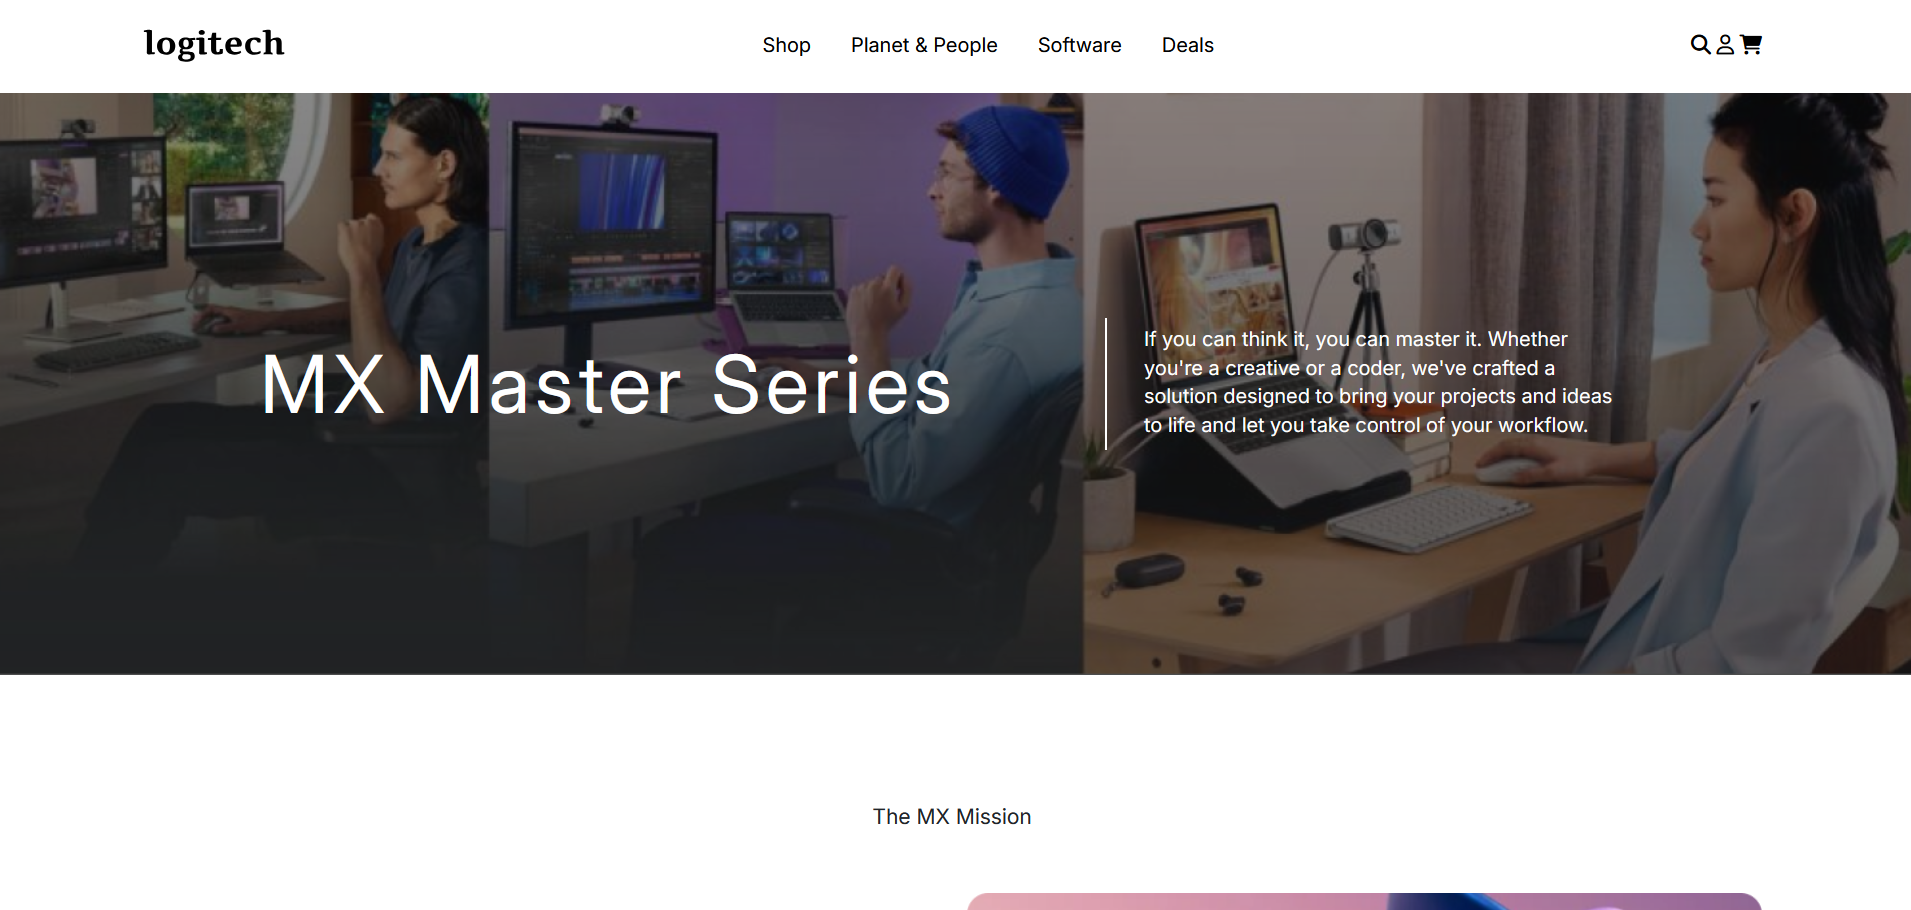 logitech
Shop
Planet & People
Software
Deals
MX Master Series
If you can think it, you can master it. Whether
you're a creative or a coder, we've crafted a
solution designed to bring your projects and ideas
to life and let you take control of your workflow.
The MX Mission